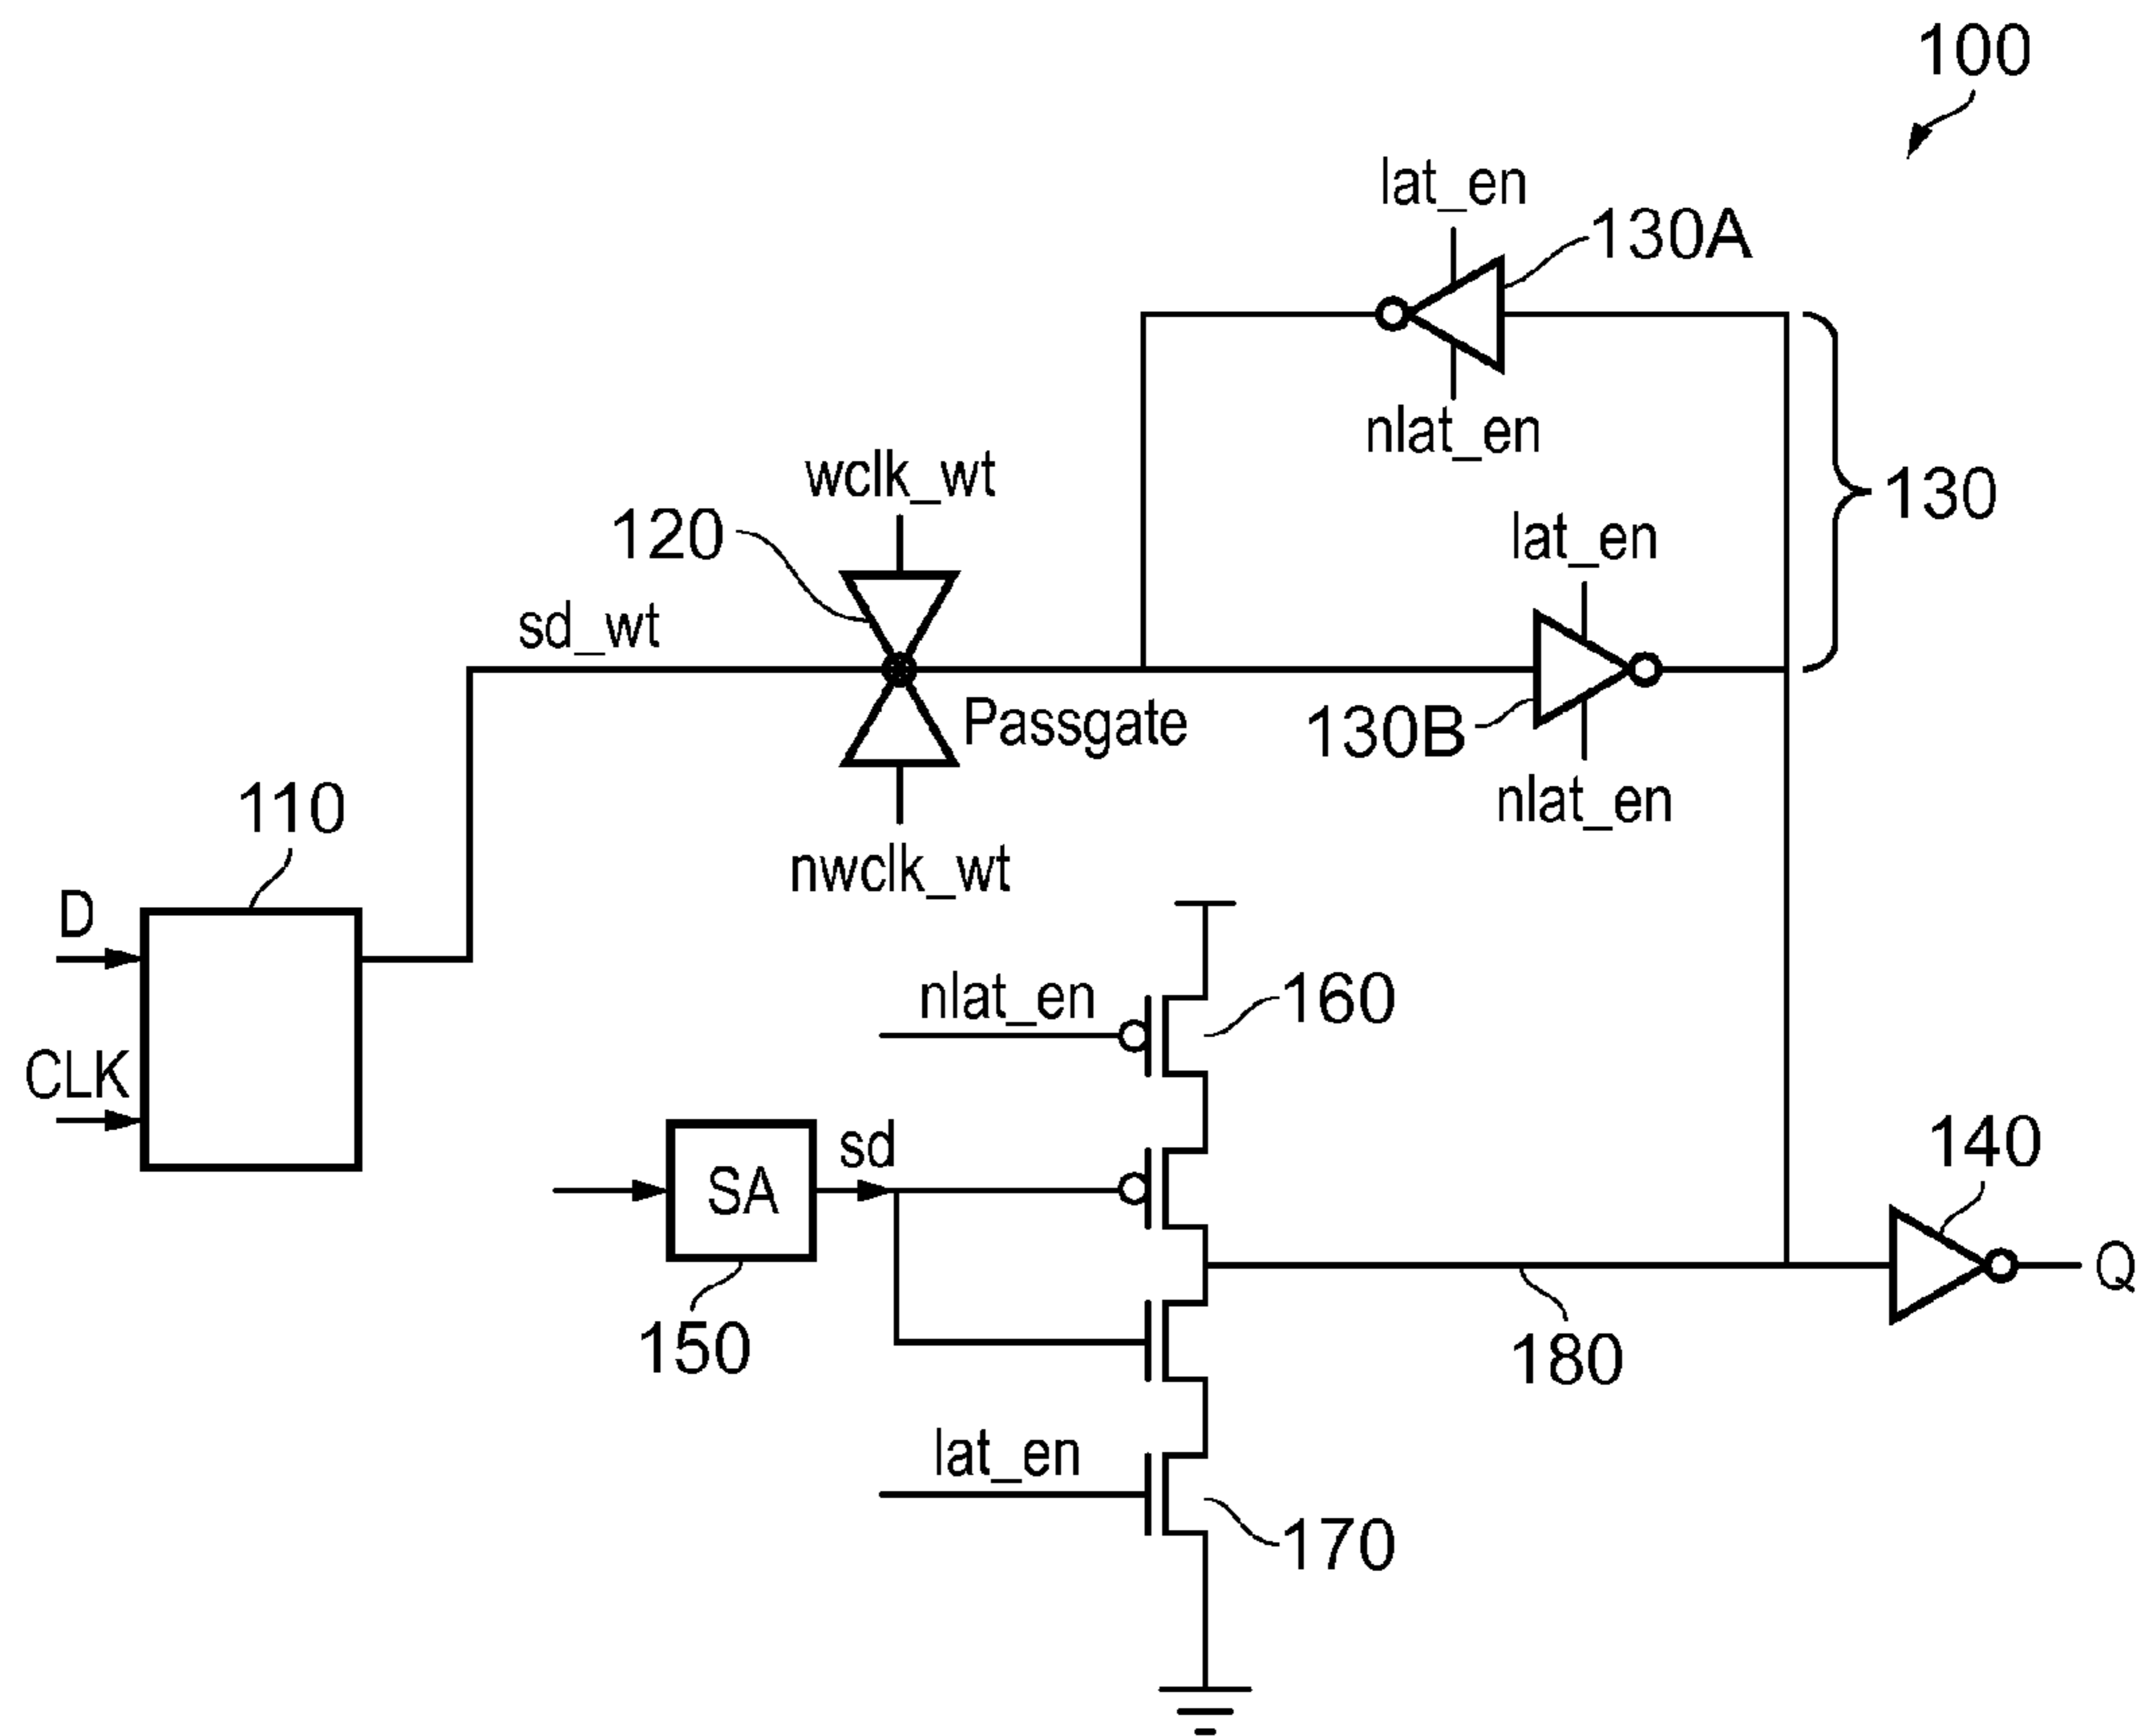 100
lat_en
130A
nlat_en
wclk_wt
130
120
lat_en
sd_wt
Passgate
130B
nlat_en
110
nwclk_wt
D
nlat_en
160
CLK
sd
140
SA
Q
150
180
lat_en
170